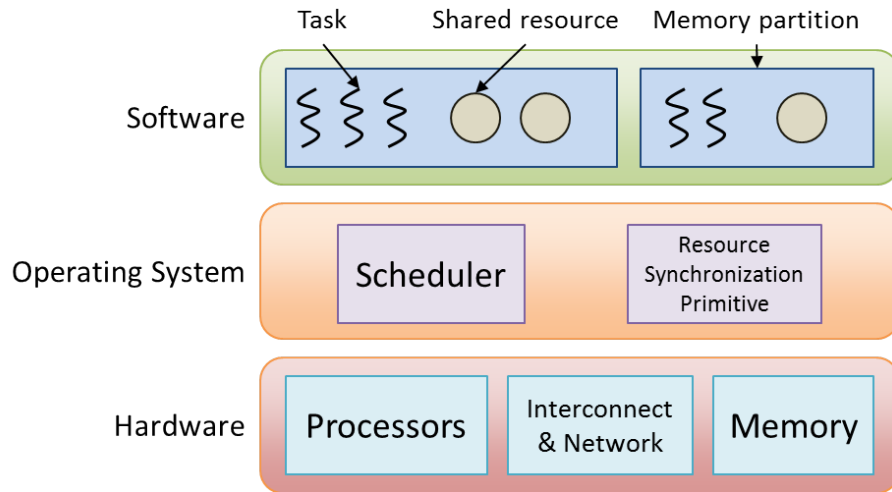 Task
Shared resource
Memory partition
Software
Operating System
Scheduler
Resource
Synchronization
Primitive
Hardware
Processors
Interconnect
& Network
Memory